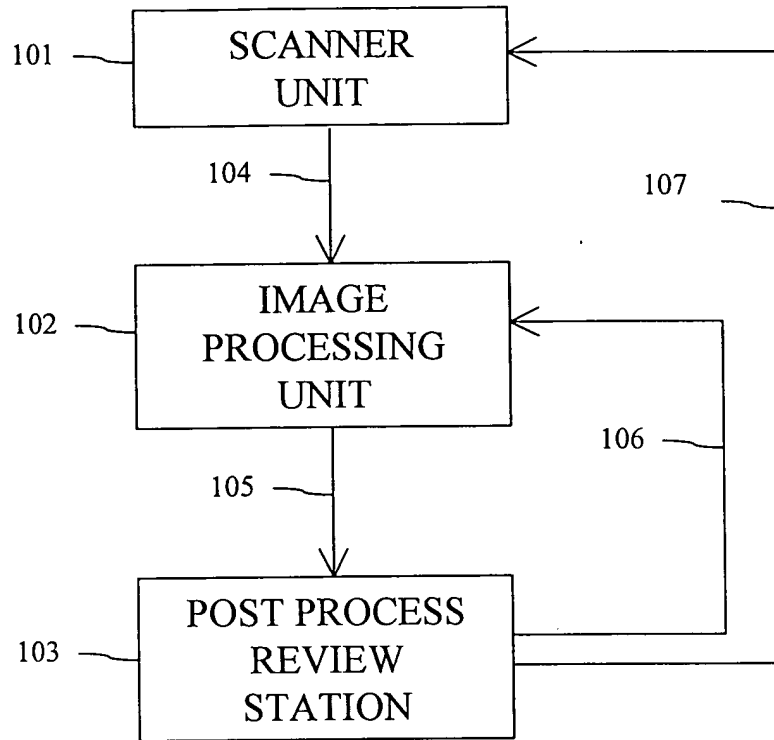 101
SCANNER
UNIT
104
107
102
IMAGE
PROCESSING
UNIT
106
105
103
POST PROCESS
REVIEW
STATION